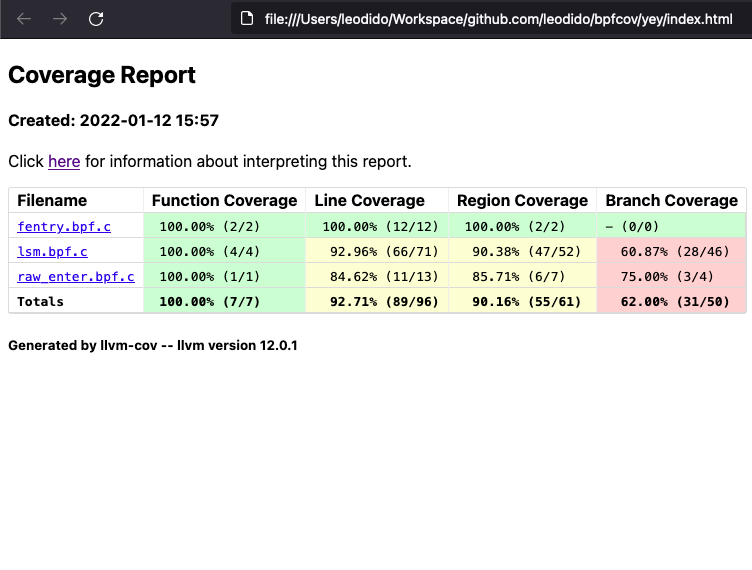 file:///Users/leodido/Workspace/github.com/leodido/bpfcov/yey/index.html
Coverage Report
Created: 2022-01-12 15:57
Click here for information about interpreting this report.
Filename Function Coverage Line Coverage Region Coverage Branch Coverage
fentry.bpf.c 100.00% (2/2) 100.00% (12/12) 100.00% (2/2) - (0/0)
lsm.bpf.c 100.00% (4/4) 92.96% (66/71) 90.38% (47/52) 60.87% (28/46)
raw_enter.bpf.c 100.00% (1/1) 84.62% (11/13) 85.71% (6/7) 75.00% (3/4)
Totals 100.00% (7/7) 92.71% (89/96) 90.16% (55/61) 62.00% (31/50)
Generated by llvm-cov -- llvm version 12.0.1